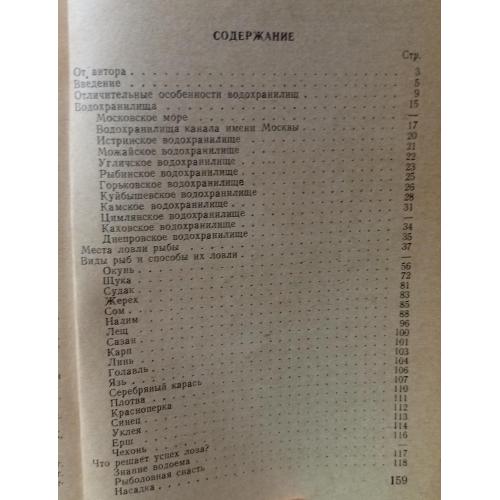 СОДЕРЖАНИЕ
Стр.
От автора 3
Введение 5
Отличительные особенности водохранилищ 9
Водохранилища 15
Московское море —
Водохранилища канала имени Москвы 17
Истринское водохранилище 20
Можайское водохранилище 21
Угличское водохранилище 22
Рыбинское водохранилище 23
Горьковское водохранилище 25
Куйбышевское водохранилище 26
Камское водохранилище 28
Цимлянское водохранилище 31
Каховское водохранилище —
Днепровское водохранилище 34
Места ловли рыбы 35
Виды рыб и способы их ловли 37
Окунь —
Щука 56
Судак 72
Жерех 81
Сом 83
Налим 85
Лещ 88
Сазан 96
Карп 100
Линь 101
Голавль 103
Язь 104
Серебряный карась 106
Плотва 107
Красноперка 110
Синец 111
Уклея 112
Ерш 113
Чехонь 114
Что решает успех лова? 116
Знание водоема —
Рыболовная снасть 117
Насадка 118
159